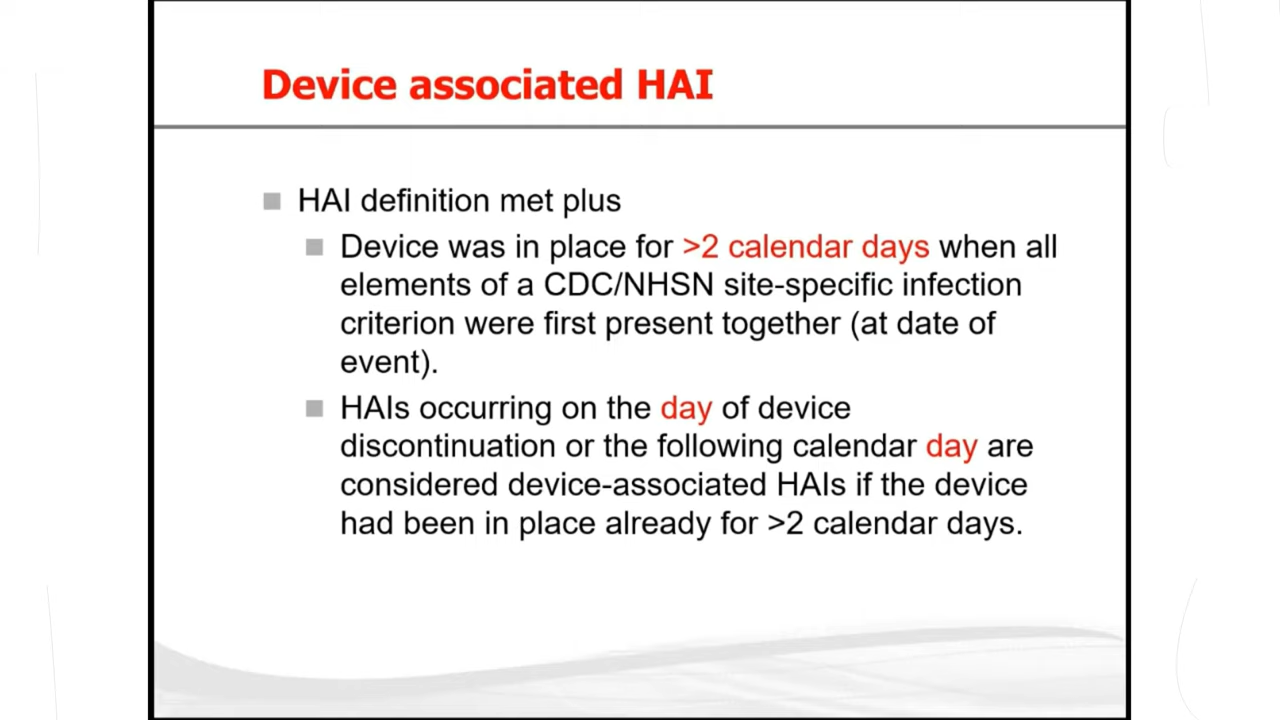 Device associated HAI
HAI definition met plus
Device was in place for >2 calendar days when all
elements of a CDC/NHSN site-specific infection
criterion were first present together (at date of
event).
HAIs occurring on the day of device
discontinuation or the following calendar day are
considered device-associated HAIs if the device
had been in place already for >2 calendar days.